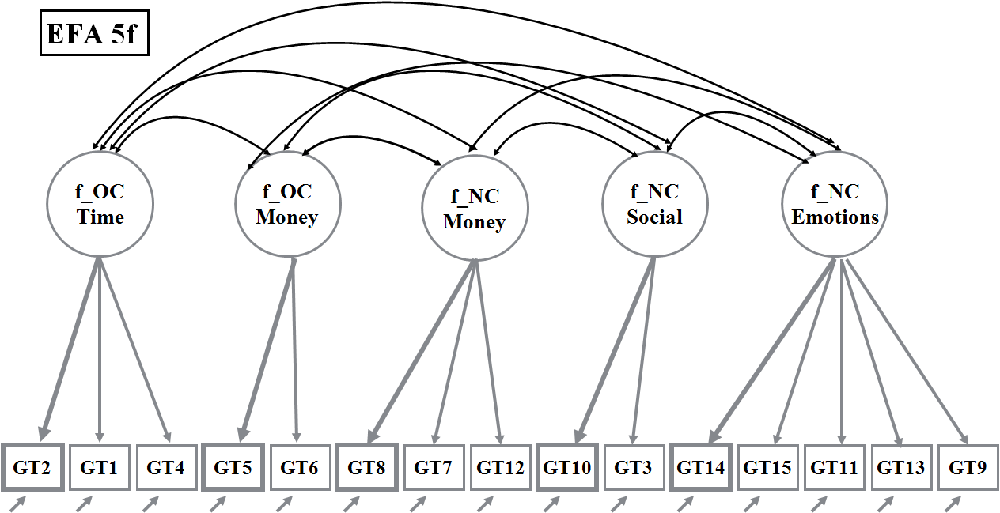 EFA 5f
f_OC
Time
f_OC
Money
f_NC
Money
f_NC
Social
f_NC
Emotions
GT2
GT1
GT4
GT5
GT6
GT8
GT7
GT12
GT10
GT3
GT14
GT15
GT11
GT13
GT9